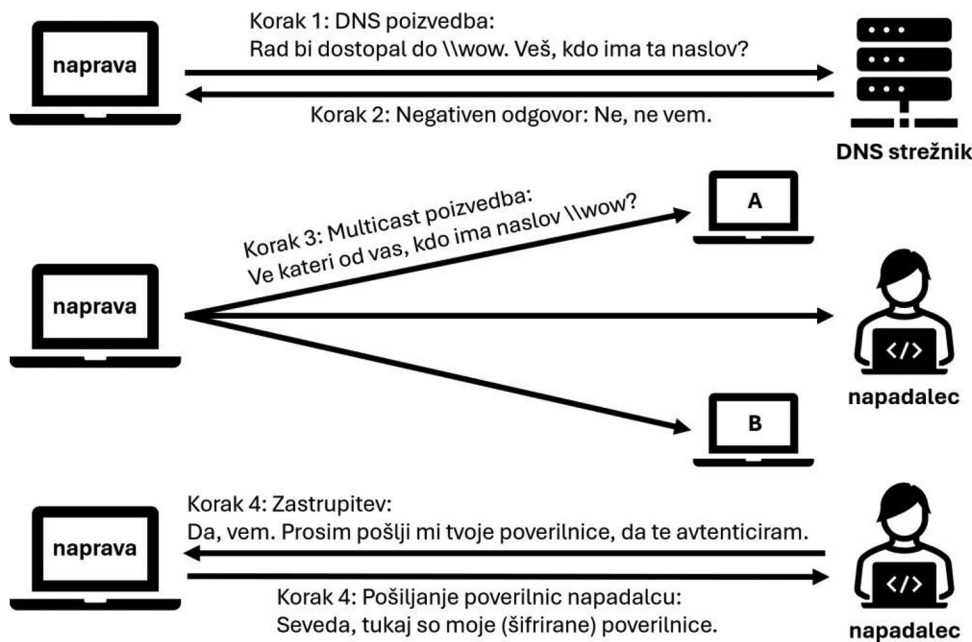 Korak 1: DNS poizvedba:
Rad bi dostopal do \\wow. Veš, kdo ima ta naslov?
naprava
Korak 2: Negativen odgovor: Ne, ne vem.
DNS strežnik
Korak 3: Multicast poizvedba:
Ve kateri od vas, kdo ima naslov \\wow?
A
naprava
</>
napadalec
B
Korak 4: Zastrupitev:
Da, vem. Prosim pošlji mi tvoje poverilnice, da te avtenticiram.
naprava
</>
Korak 4: Pošiljanje poverilnic napadalcu:
Seveda, tukaj so moje (šifrirane) poverilnice.
napadalec